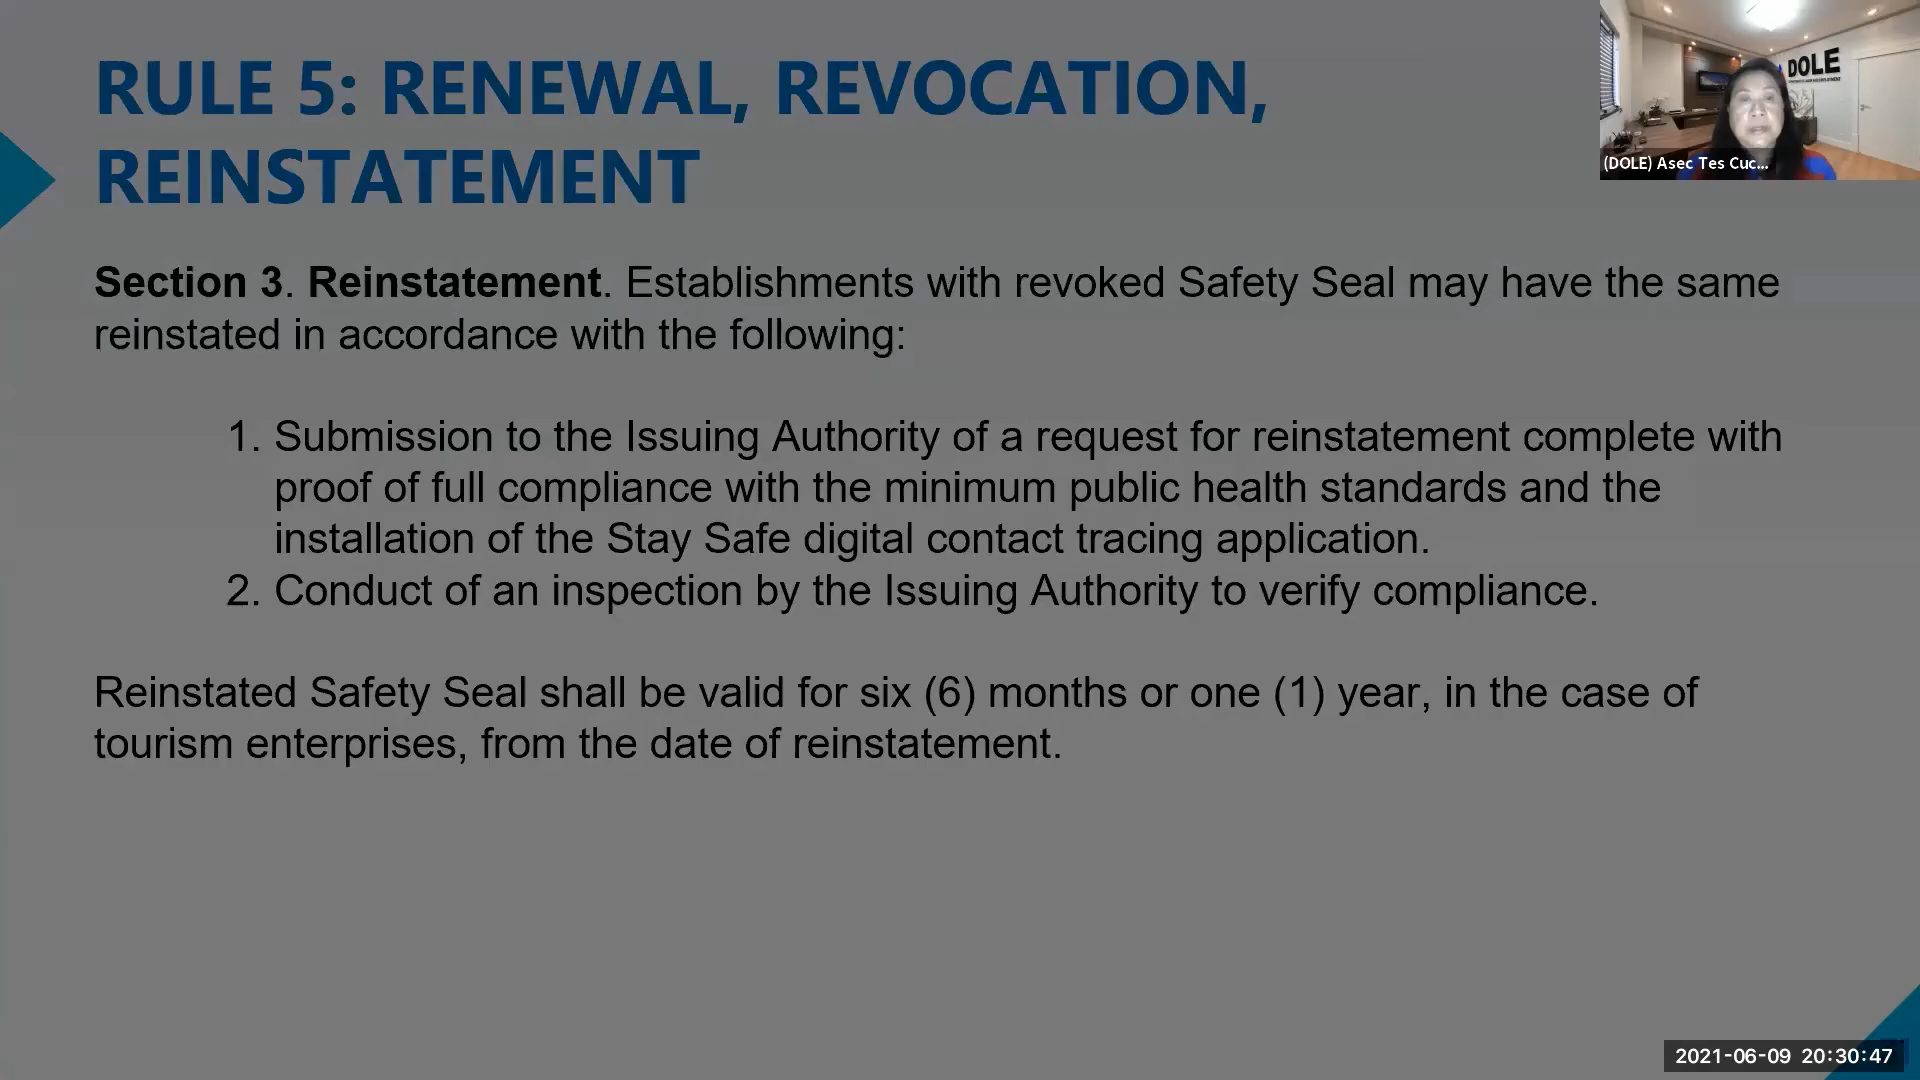 RULE 5: RENEWAL, REVOCATION,
REINSTATEMENT
DOLE
(DOLE) Asec Tes Cuc...
Section 3. Reinstatement. Establishments with revoked Safety Seal may have the same
reinstated in accordance with the following:
1. Submission to the Issuing Authority of a request for reinstatement complete with
proof of full compliance with the minimum public health standards and the
installation of the Stay Safe digital contact tracing application.
2. Conduct of an inspection by the Issuing Authority to verify compliance.
Reinstated Safety Seal shall be valid for six (6) months or one (1) year, in the case of
tourism enterprises, from the date of reinstatement.
2021-06-09 20:30:47